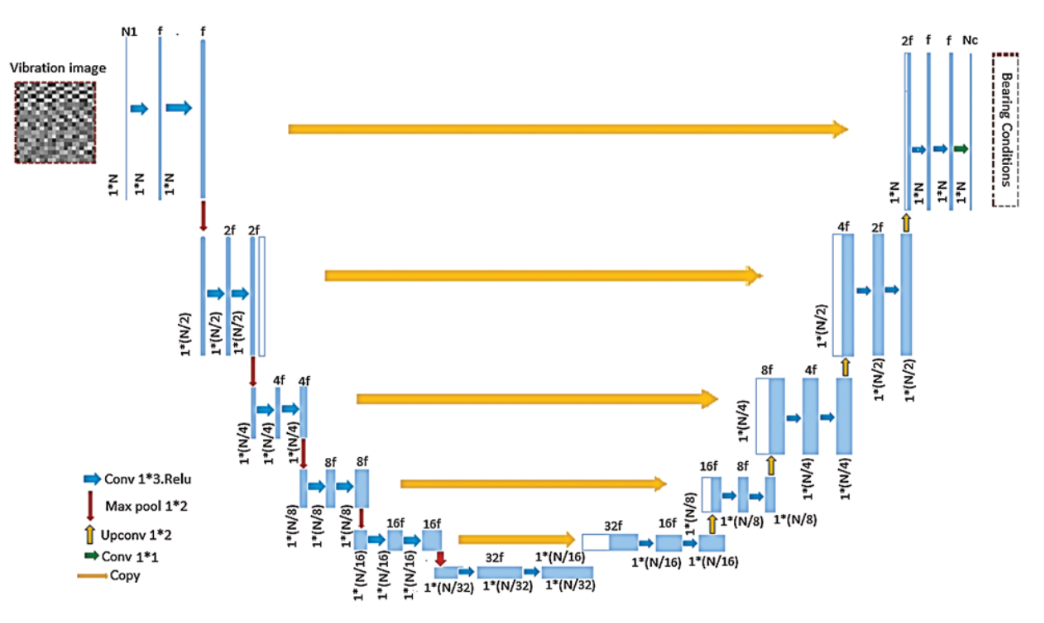 Vibration image
N1 f . f
1*N
1*N
1*N
2f 2f
1*(N/2)
1*(N/2)
1*(N/2)
4f 4f
1*(N/4)
1*(N/4)
1*(N/4)
8f 8f
1*(N/8)
1*(N/8)
1*(N/8)
16f 16f
1*(N/16)
1*(N/16)
1*(N/16)
32f
1*(N/32)
1*(N/32)
1*(N/32)
1*(N/16)
32f 16f
1*(N/16)
1*(N/16)
16f 8f
1*(N/8)
1*(N/8)
1*(N/8)
8f 4f
1*(N/4)
1*(N/4)
1*(N/4)
4f 2f
1*(N/2)
1*(N/2)
1*(N/2)
2f f f Nc
1*N
1*N
1*N
1*N
Bearing Conditions
Conv 1*3.Relu
Max pool 1*2
Upconv 1*2
Conv 1*1
Copy